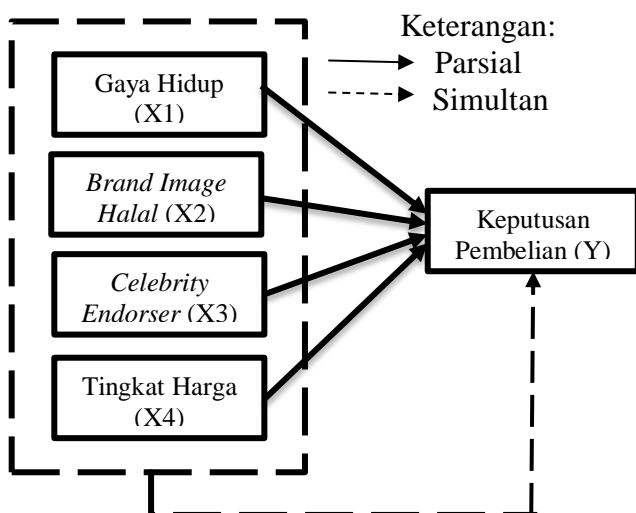 Keterangan:
Parsial
Simultan
Gaya Hidup
(X1)
Brand Image
Halal (X2)
Celebrity
Endorser (X3)
Tingkat Harga
(X4)
Keputusan
Pembelian (Y)